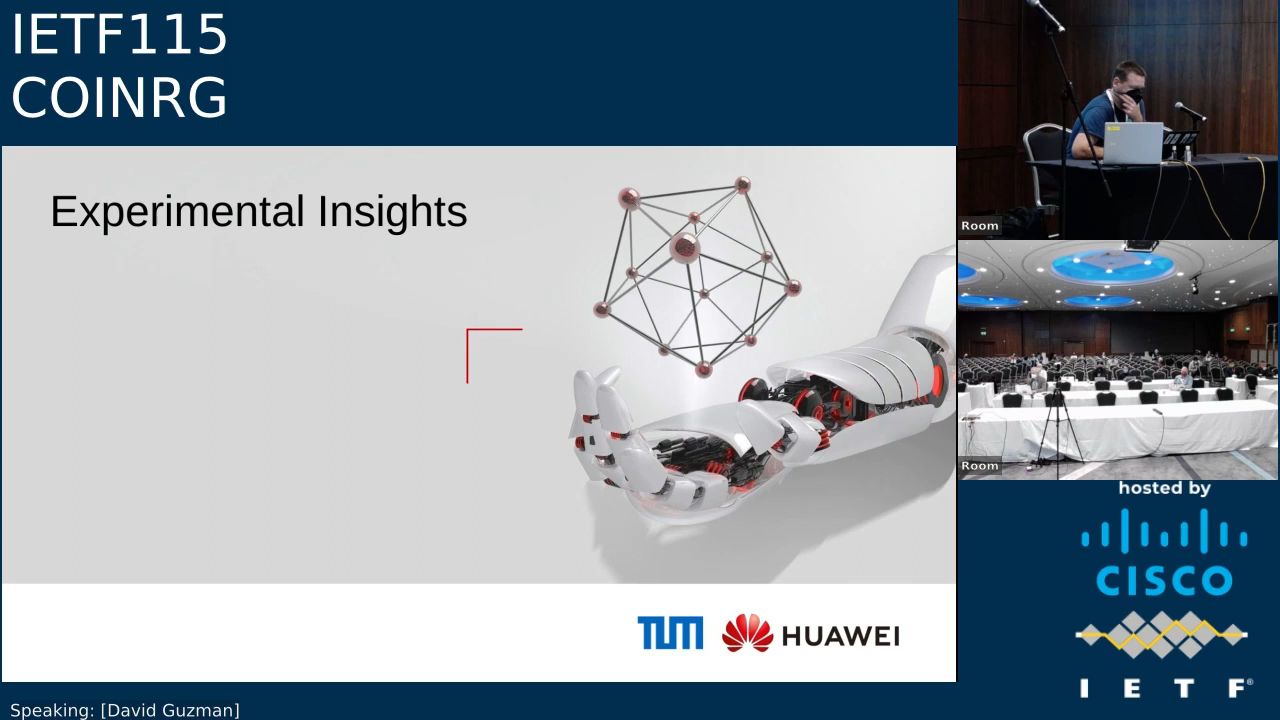 IETF115
COINRG
Experimental Insights
TUM HUAWEI
Room
Room
hosted by
CISCO
I E T F®
Speaking: [David Guzman]